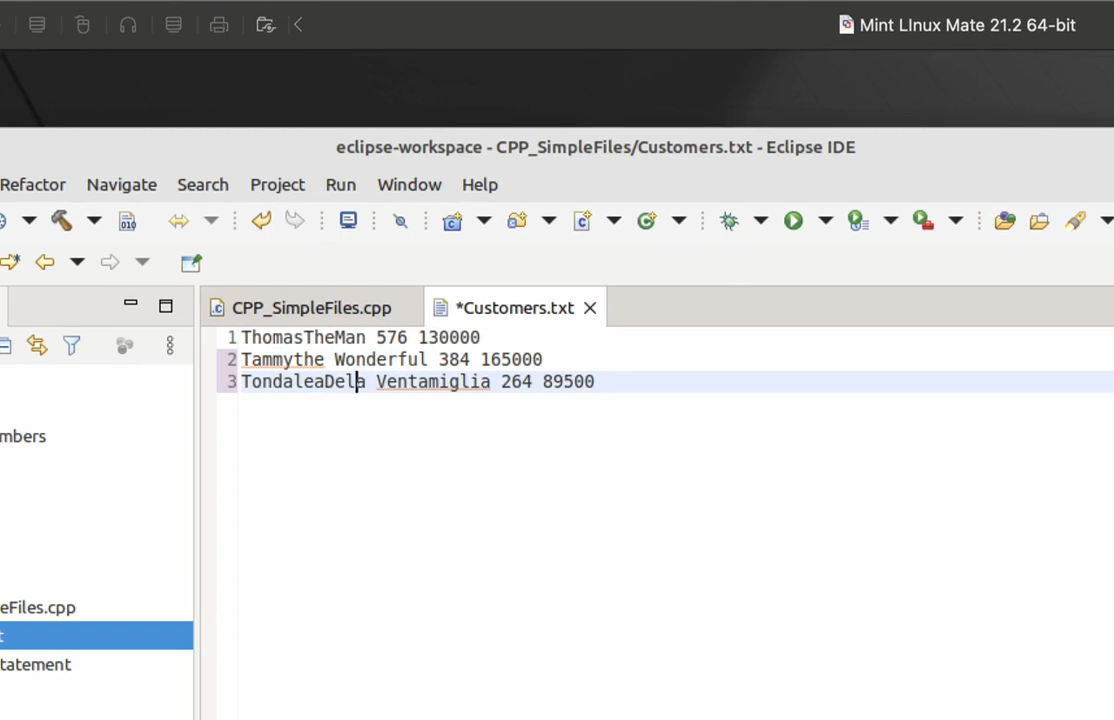 Mint LInux Mate 21.2 64-bit
eclipse-workspace - CPP_SimpleFiles/Customers.txt - Eclipse IDE
Refactor Navigate Search Project Run Window Help
CPP_SimpleFiles.cpp *Customers.txt
1 ThomasTheMan 576 130000
2 Tammythe Wonderful 384 165000
3 TondaleaDela Ventamiglia 264 89500
mbers
eFiles.cpp
t
tatement